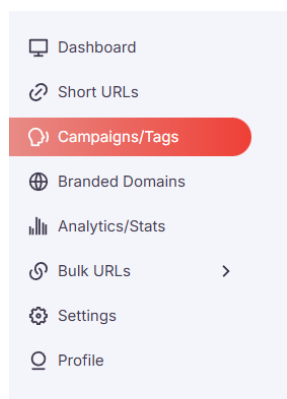 Dashboard
Short URLs
Campaigns/Tags
Branded Domains
Analytics/Stats
Bulk URLs
Settings
Profile